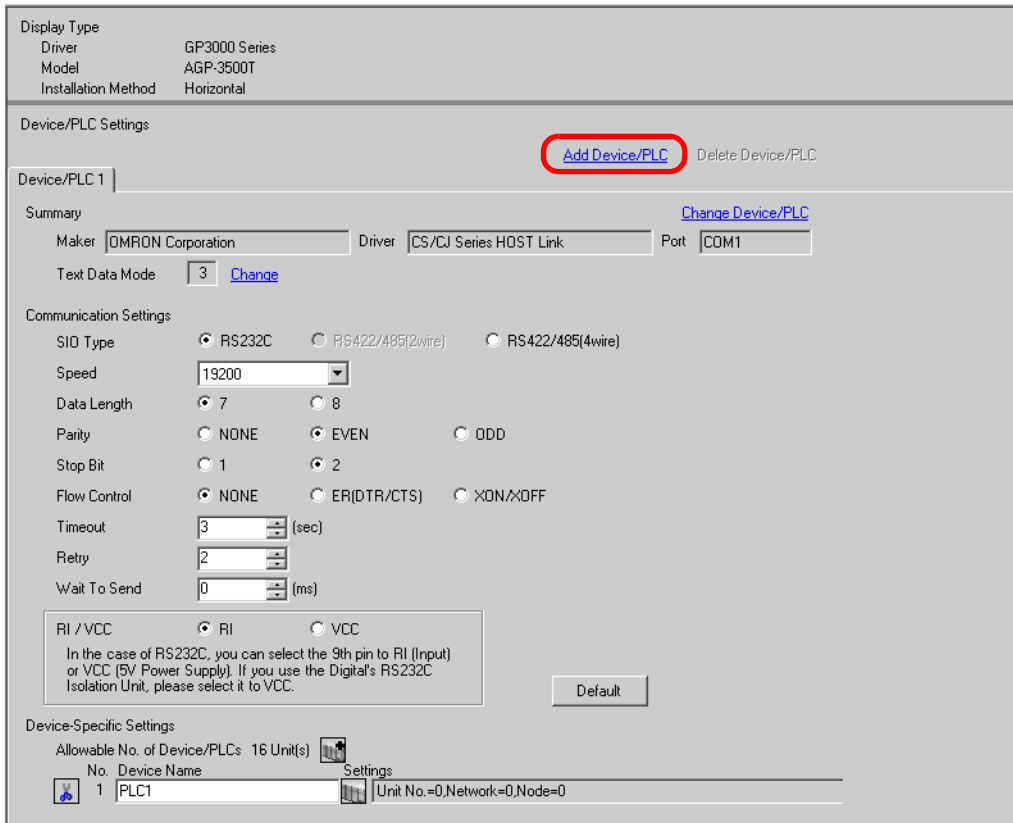 Display Type
Driver GP3000 Series
Model AGP-3500T
Installation Method Horizontal
Device/PLC Settings
Add Device/PLC Delete Device/PLC
Device/PLC 1
Summary Change Device/PLC
Maker OMRON Corporation Driver CS/CJ Series HOST Link Port COM1
Text Data Mode 3 Change
Communication Settings
SIO Type RS232C RS422/485(2wire) RS422/485(4wire)
Speed 19200
Data Length 7 8
Parity NONE EVEN ODD
Stop Bit 1 2
Flow Control NONE ER(DTR/CTS) XON/XOFF
Timeout 3 (sec)
Retry 2
Wait To Send 0 (ms)
RI / VCC RI VCC
In the case of RS232C, you can select the 9th pin to RI (Input)
or VCC (5V Power Supply). If you use the Digital's RS232C
Isolation Unit, please select it to VCC.
Default
Device-Specific Settings
Allowable No. of Device/PLCs 16 Unit(s)
No. Device Name Settings
1 PLC1 Unit No.=0,Network=0,Node=0